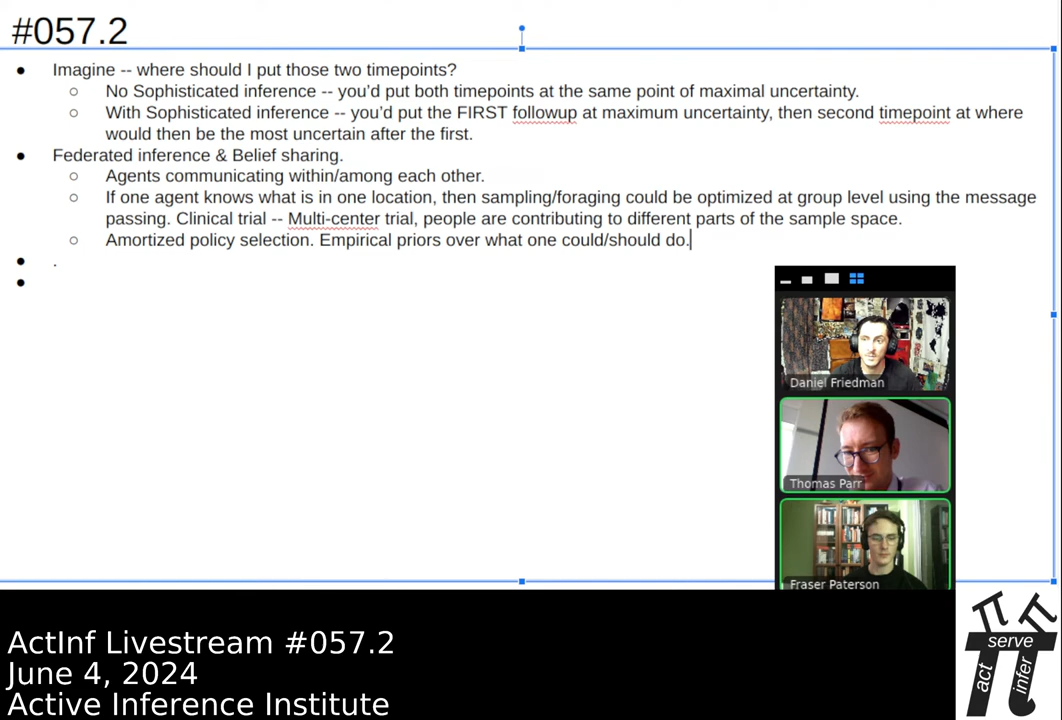 #057.2
● Imagine -- where should I put those two timepoints?
○ No Sophisticated inference -- you'd put both timepoints at the same point of maximal uncertainty.
○ With Sophisticated inference -- you'd put the FIRST followup at maximum uncertainty, then second timepoint at where
would then be the most uncertain after the first.
● Federated inference & Belief sharing.
○ Agents communicating within/among each other.
○ If one agent knows what is in one location, then sampling/foraging could be optimized at group level using the message
passing. Clinical trial -- Multi-center trial, people are contributing to different parts of the sample space.
○ Amortized policy selection. Empirical priors over what one could/should do.
● .
●
Daniel Friedman
Thomas Parr
Fraser Paterson
ActInf Livestream #057.2
June 4, 2024
Active Inference Institute
π π
serve
act
infer